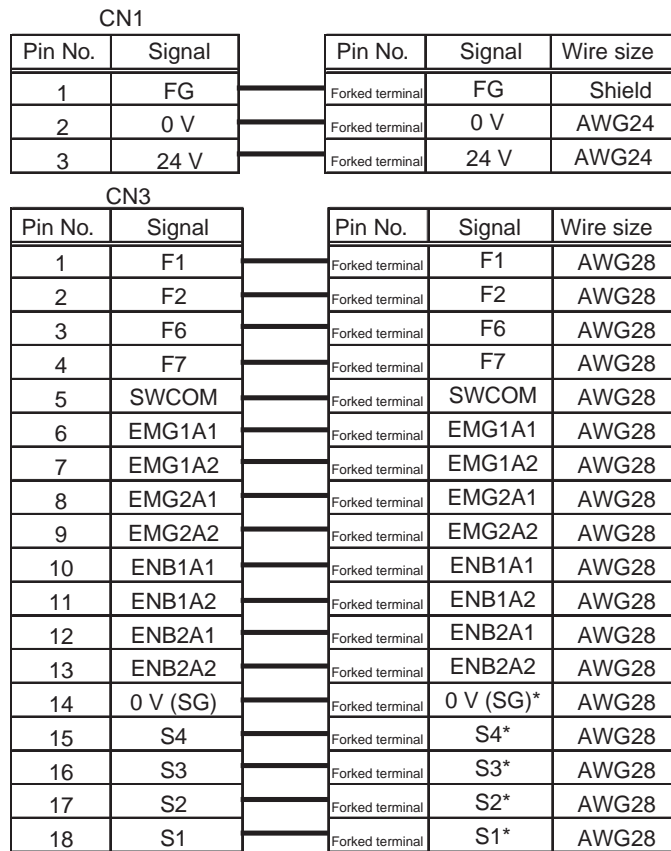 CN1
Pin No. Signal Pin No. Signal Wire size
1 FG Forked terminal FG Shield
2 0 V Forked terminal 0 V AWG24
3 24 V Forked terminal 24 V AWG24
CN3
Pin No. Signal Pin No. Signal Wire size
1 F1 Forked terminal F1 AWG28
2 F2 Forked terminal F2 AWG28
3 F6 Forked terminal F6 AWG28
4 F7 Forked terminal F7 AWG28
5 SWCOM Forked terminal SWCOM AWG28
6 EMG1A1 Forked terminal EMG1A1 AWG28
7 EMG1A2 Forked terminal EMG1A2 AWG28
8 EMG2A1 Forked terminal EMG2A1 AWG28
9 EMG2A2 Forked terminal EMG2A2 AWG28
10 ENB1A1 Forked terminal ENB1A1 AWG28
11 ENB1A2 Forked terminal ENB1A2 AWG28
12 ENB2A1 Forked terminal ENB2A1 AWG28
13 ENB2A2 Forked terminal ENB2A2 AWG28
14 0 V (SG) Forked terminal 0 V (SG)* AWG28
15 S4 Forked terminal S4* AWG28
16 S3 Forked terminal S3* AWG28
17 S2 Forked terminal S2* AWG28
18 S1 Forked terminal S1* AWG28